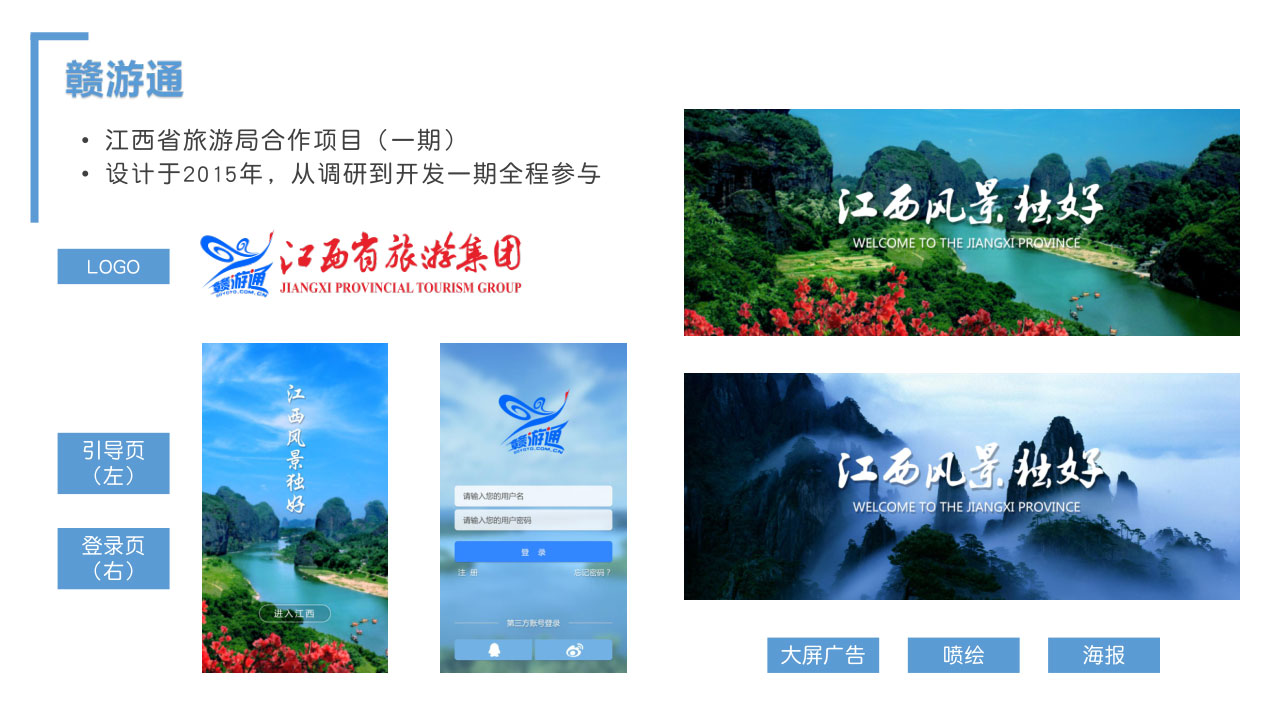 赣游通
• 江西省旅游局合作项目（一期）
• 设计于2015年，从调研到开发一期全程参与
LOGO
赣游通
江西省旅游集团
JIANGXI PROVINCIAL TOURISM GROUP
引导页
（左）
登录页
（右）
江西风景独好
进入江西
赣游通
请输入您的用户名
请输入您的用户密码
登 录
注 册
忘记密码？
第三方账号登录
江西风景独好
WELCOME TO THE JIANGXI PROVINCE
江西风景独好
WELCOME TO THE JIANGXI PROVINCE
大屏广告
喷绘
海报